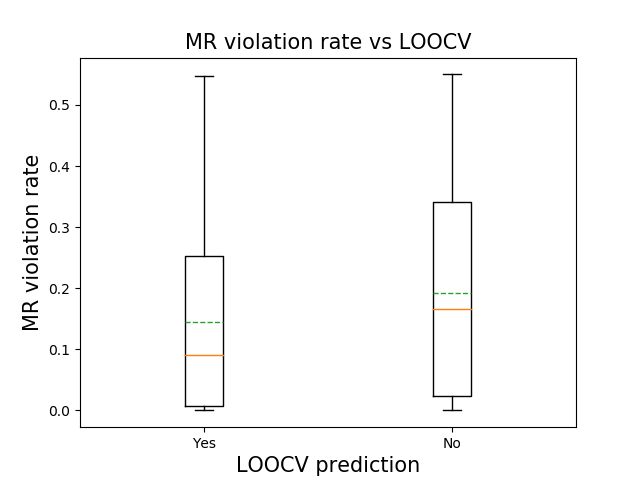 MR violation rate vs LOOCV
MR violation rate
0.5
0.4
0.3
0.2
0.1
0.0
Yes
No
LOOCV prediction